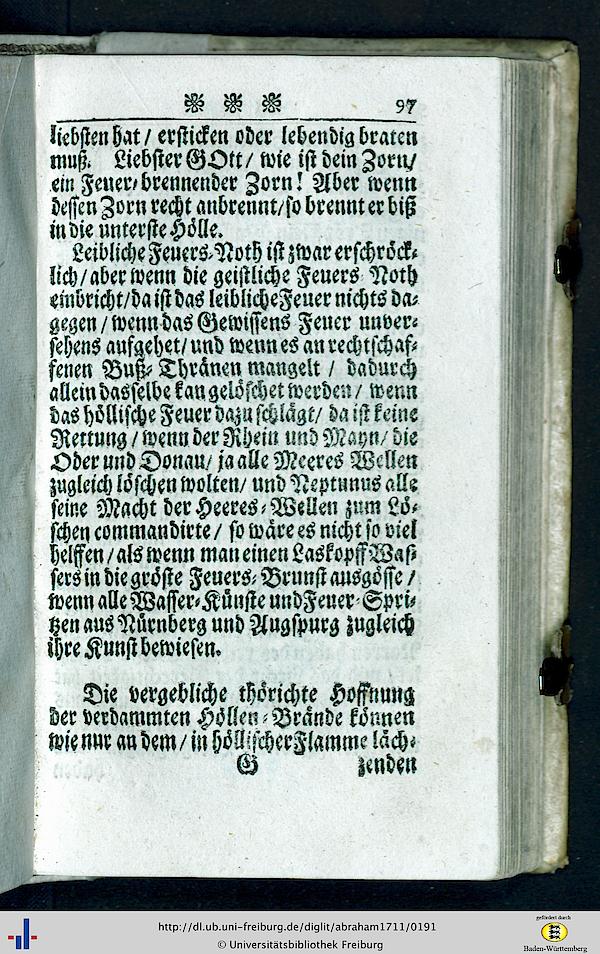 97
liebsten hat / ersticken oder lebendig braten
muß. Liebster GOtt / wie ist dein Zorn /
ein Feuer-brennender Zorn! Aber wenn
dessen Zorn recht anbrennt / so brennt er biß
in die unterste Hölle.
Leibliche Feuers-Noth ist zwar erschröck-
lich / aber wenn die geistliche Feuers Noth
einbricht / da ist das leibliche Feuer nichts da-
gegen / wenn das Gewissens Feuer unver-
sehens aufgehet / und wenn es an rechtschaf-
fenen Buß-Thränen mangelt / dadurch
allein dasselbe kan gelöschet werden / wenn
das höllische Feuer dazu schlägt / da ist keine
Rettung / wenn der Rhein und Mayn / die
Oder und Donau / ja alle Meeres Wellen
zugleich löschen wolten / und Neptunus alle
seine Macht der Heeres-Wellen zum Lö-
schen commandirte / so wäre es nicht so viel
helffen / als wenn man einen Laskopff Was-
sers in die gröste Feuers-Brunst ausgösse /
wenn alle Wasser-Künste und Feuer-Spri-
tzen aus Nürnberg und Augspurg zugleich
ihre Kunst bewiesen.
Die vergebliche thörichte Hoffnung
der verdammten Höllen-Brände können
wie nur an dem / in höllischer Flamme läch-
G zenden
http://dl.ub.uni-freiburg.de/diglit/abraham1711/0191
© Universitätsbibliothek Freiburg
gefördert durch
Baden-Württemberg